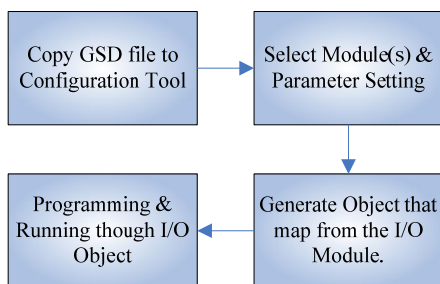 Copy GSD file to
Configuration Tool
Select Module(s) &
Parameter Setting
Generate Object that
map from the I/O
Module.
Programming &
Running though I/O
Object